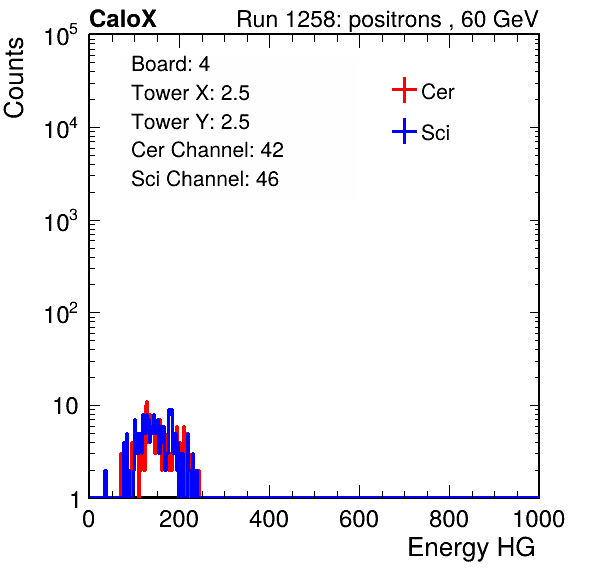 CaloX Run 1258: positrons , 60 GeV
Counts
10^5
10^4
10^3
10^2
10
1
Board: 4
Tower X: 2.5
Tower Y: 2.5
Cer Channel: 42
Sci Channel: 46
Cer
Sci
0 200 400 600 800 1000
Energy HG